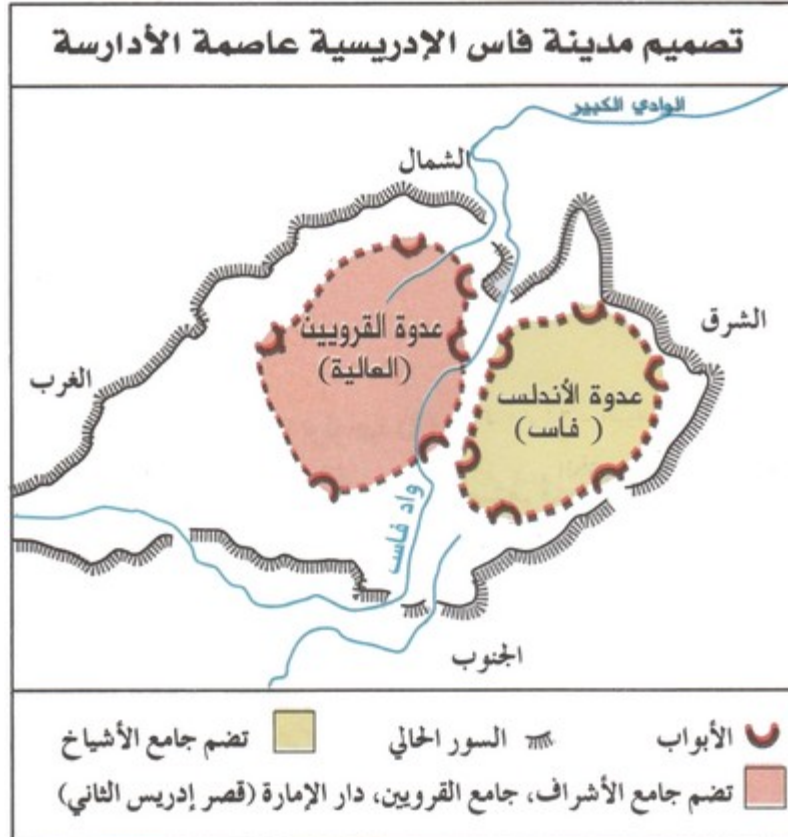 تصميم مدينة فاس الإدريسية عاصمة الأدارسة
الوادي الكبير
الشمال
الشرق
عدوة القرويين
(العالية)
الغرب
عدوة الأندلس
( فاس)
واد فاس
الجنوب
الأبواب
السور الحالي
تضم جامع الأشياخ
تضم جامع الأشراف، جامع القرويين، دار الإمارة (قصر إدريس الثاني)